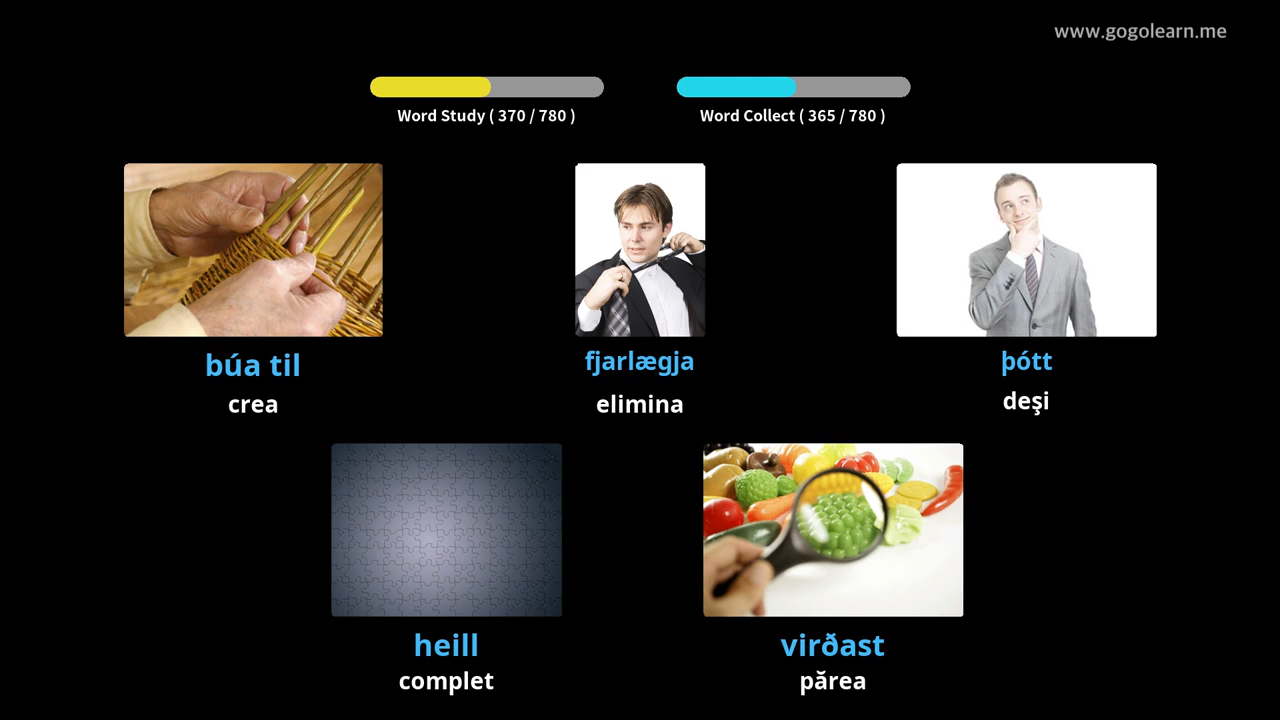 www.gogolearn.me
Word Study ( 370 / 780 )
Word Collect ( 365 / 780 )
búa til
crea
fjarlægja
elimina
þótt
deşi
heill
complet
virðast
părea